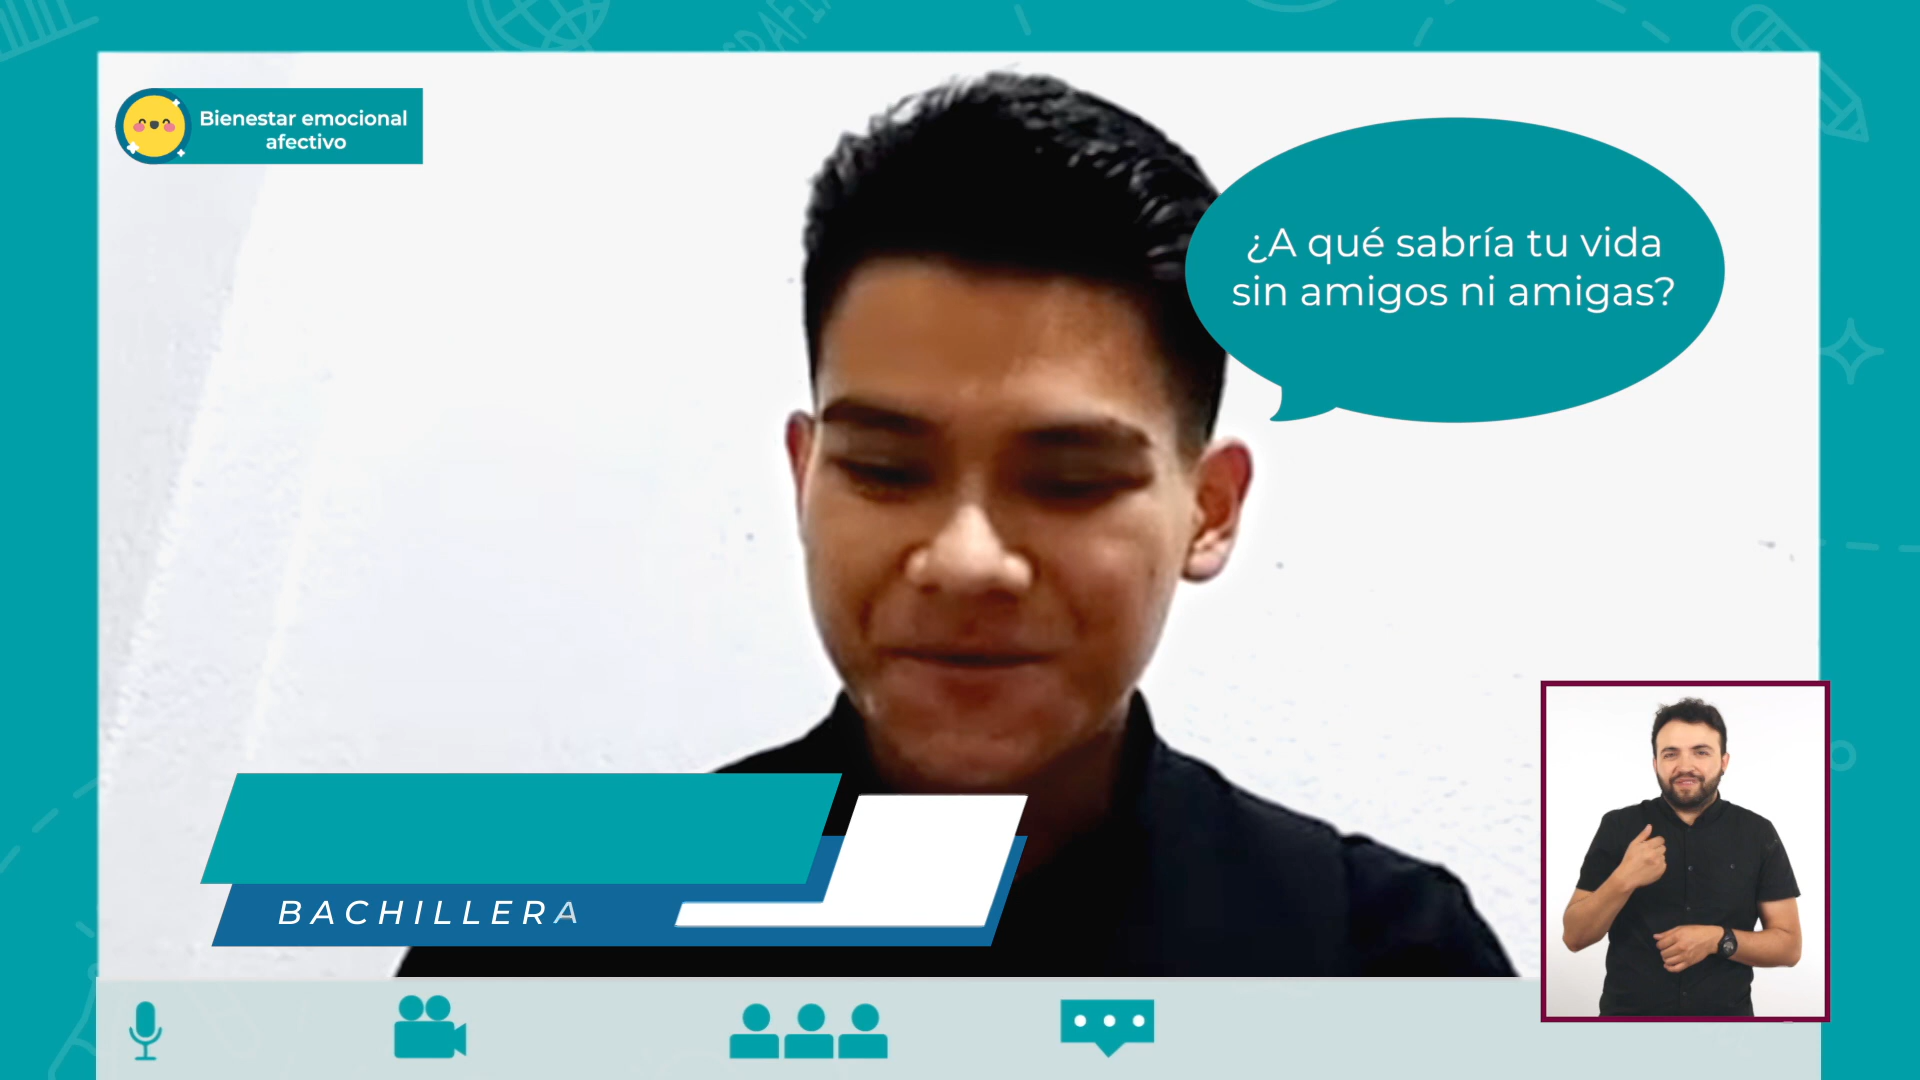 Bienestar emocional
afectivo
¿A qué sabría tu vida
sin amigos ni amigas?
BACHILLERA